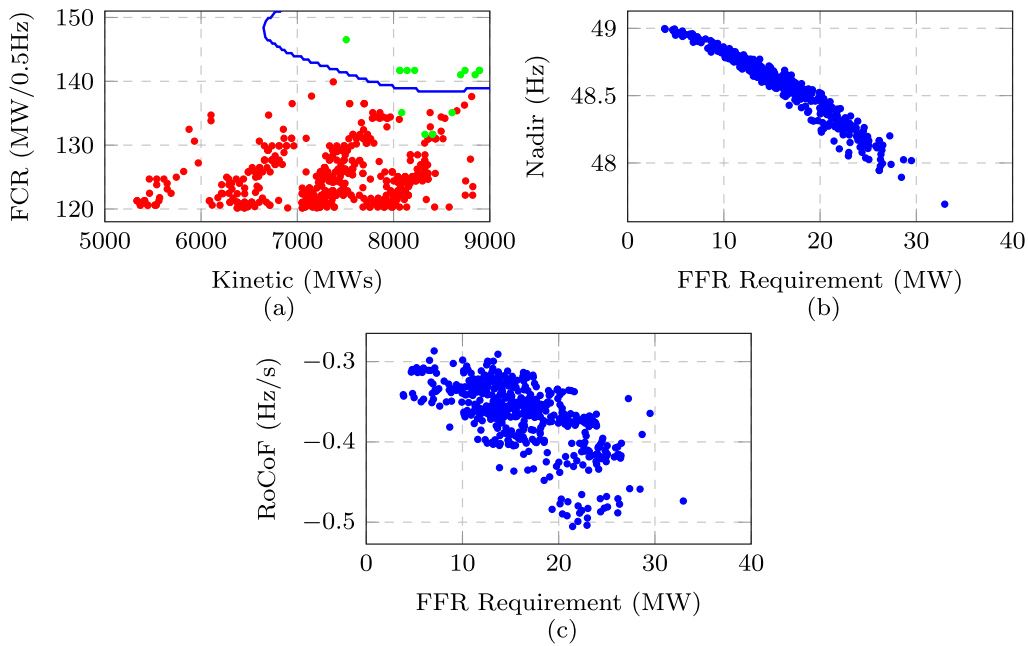 150
140
130
120
FCR (MW/0.5Hz)
5000 6000 7000 8000 9000
Kinetic (MWs)
(a)
49
48.5
48
Nadir (Hz)
0 10 20 30 40
FFR Requirement (MW)
(b)
−0.3
−0.4
−0.5
RoCoF (Hz/s)
0 10 20 30 40
FFR Requirement (MW)
(c)